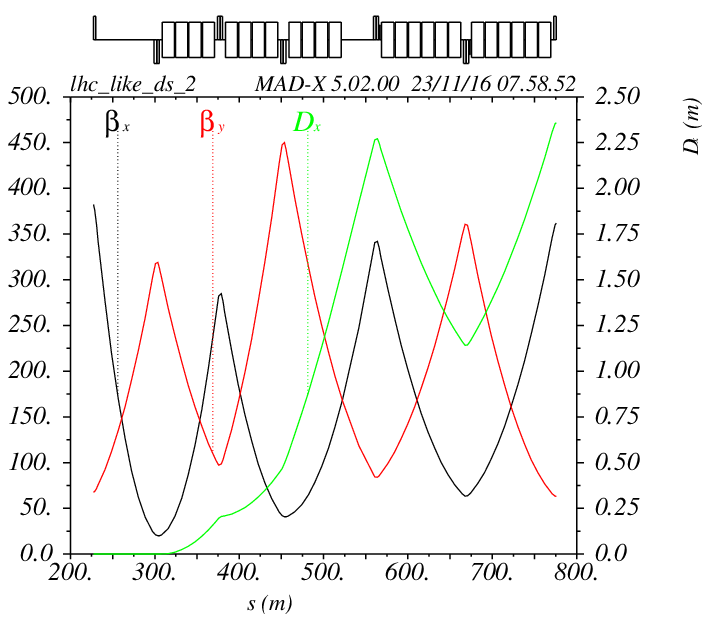 lhc_like_ds_2 MAD-X 5.02.00 23/11/16 07.58.52
500. 2.50
βx βy Dx
450. 2.25
400. 2.00
350. 1.75
300. 1.50
250. 1.25
200. 1.00
150. 0.75
100. 0.50
50. 0.25
0.0 0.0
200. 300. 400. 500. 600. 700. 800.
s (m)
Dx (m)